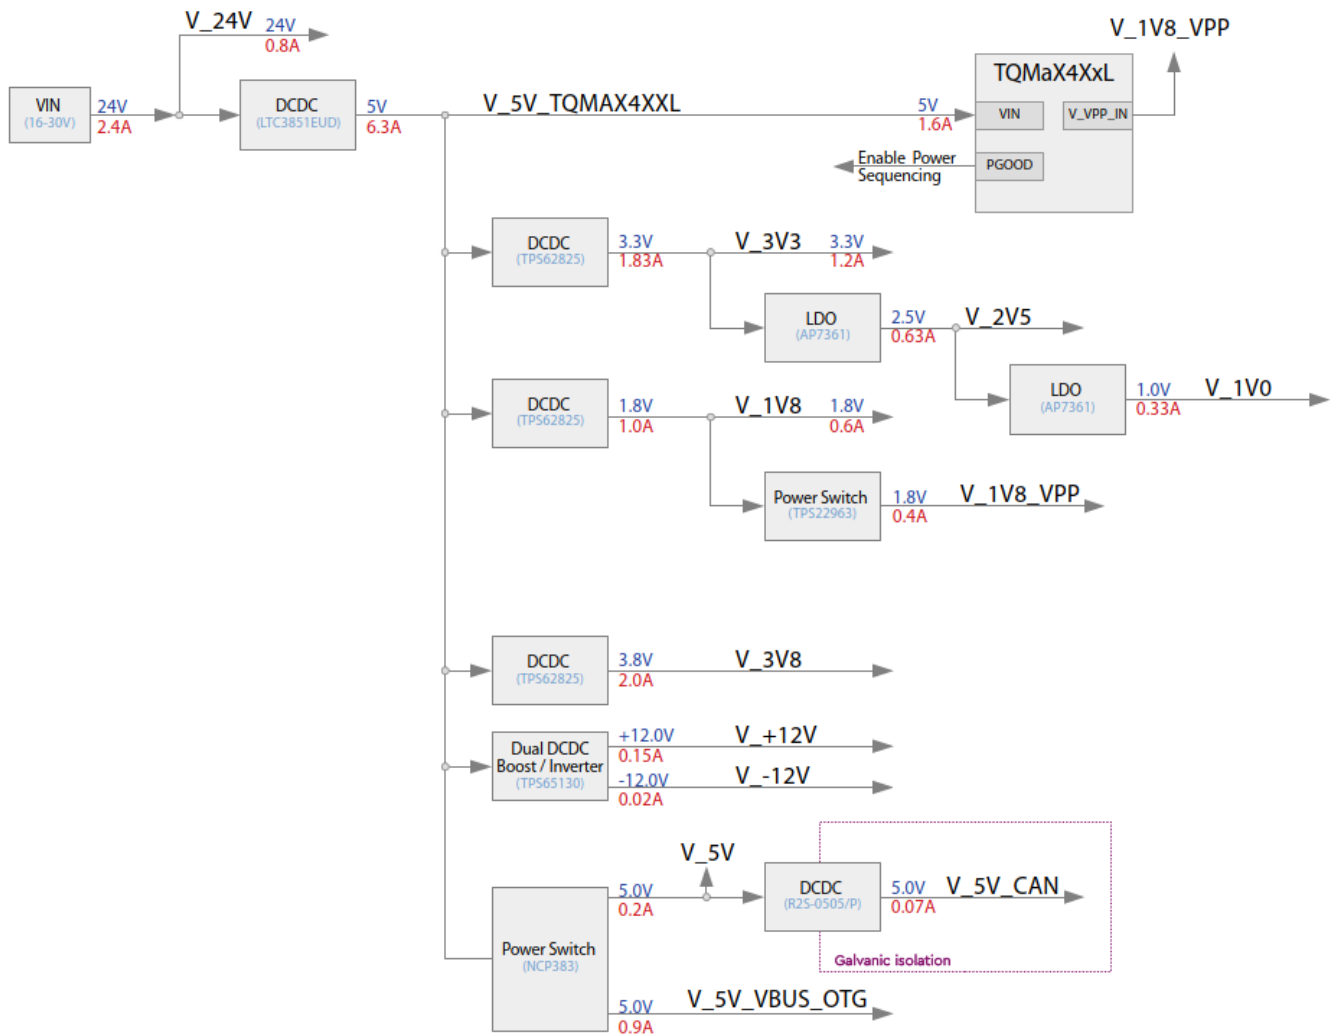 V_24V 24V
0.8A
V_1V8_VPP
TQMaX4XxL
VIN
(16-30V)
24V
2.4A
DCDC
(LTC3851EUD)
5V
6.3A
V_5V_TQMAX4XXL
5V
1.6A
VIN
V_VPP_IN
Enable Power
Sequencing
PGOOD
DCDC
(TPS62825)
3.3V
1.83A
V_3V3
3.3V
1.2A
LDO
(AP7361)
2.5V
0.63A
V_2V5
LDO
(AP7361)
1.0V
0.33A
V_1V0
DCDC
(TPS62825)
1.8V
1.0A
V_1V8
1.8V
0.6A
Power Switch
(TPS22963)
1.8V
0.4A
V_1V8_VPP
DCDC
(TPS62825)
3.8V
2.0A
V_3V8
Dual DCDC
Boost / Inverter
(TPS65130)
+12.0V
0.15A
V_+12V
-12.0V
0.02A
V_-12V
V_5V
Power Switch
(NCP383)
5.0V
0.2A
DCDC
(R2S-0505/P)
5.0V
0.07A
V_5V_CAN
Galvanic isolation
5.0V
0.9A
V_5V_VBUS_OTG